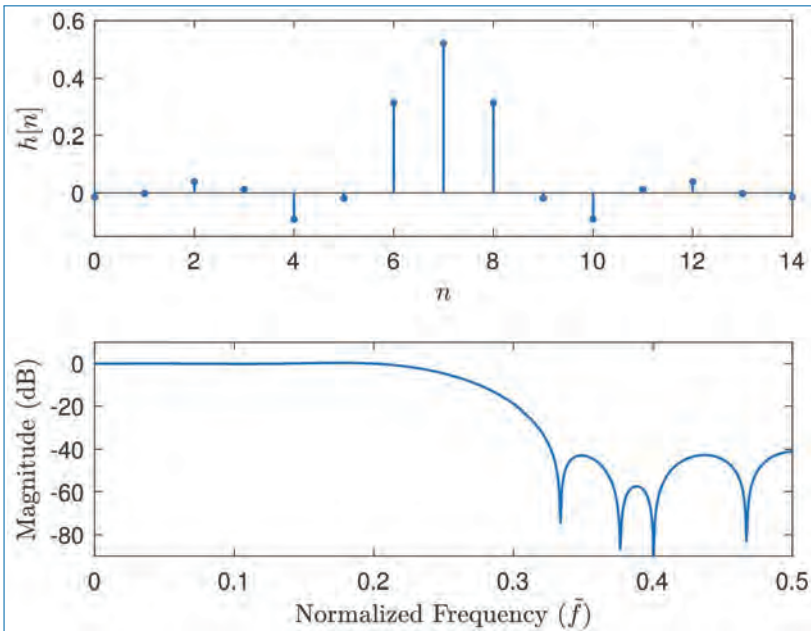 0.6
0.4
0.2
0
h[n]
0 2 4 6 8 10 12 14
n
0
-20
-40
-60
-80
Magnitude (dB)
0 0.1 0.2 0.3 0.4 0.5
Normalized Frequency (f̃)